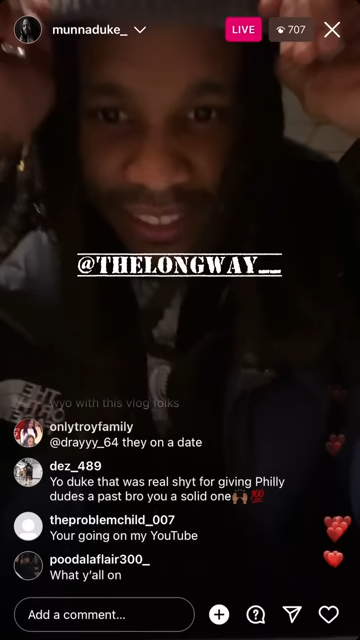 munnaduke_
LIVE
707
@THELONGWAY__
wyo with this vlog folks
onlytroyfamily
@drayyy_64 they on a date
dez_489
Yo duke that was real shyt for giving Philly
dudes a past bro you a solid one🙌🏾💯
theproblemchild_007
Your going on my YouTube
poodalaflair300_
What y'all on
Add a comment...